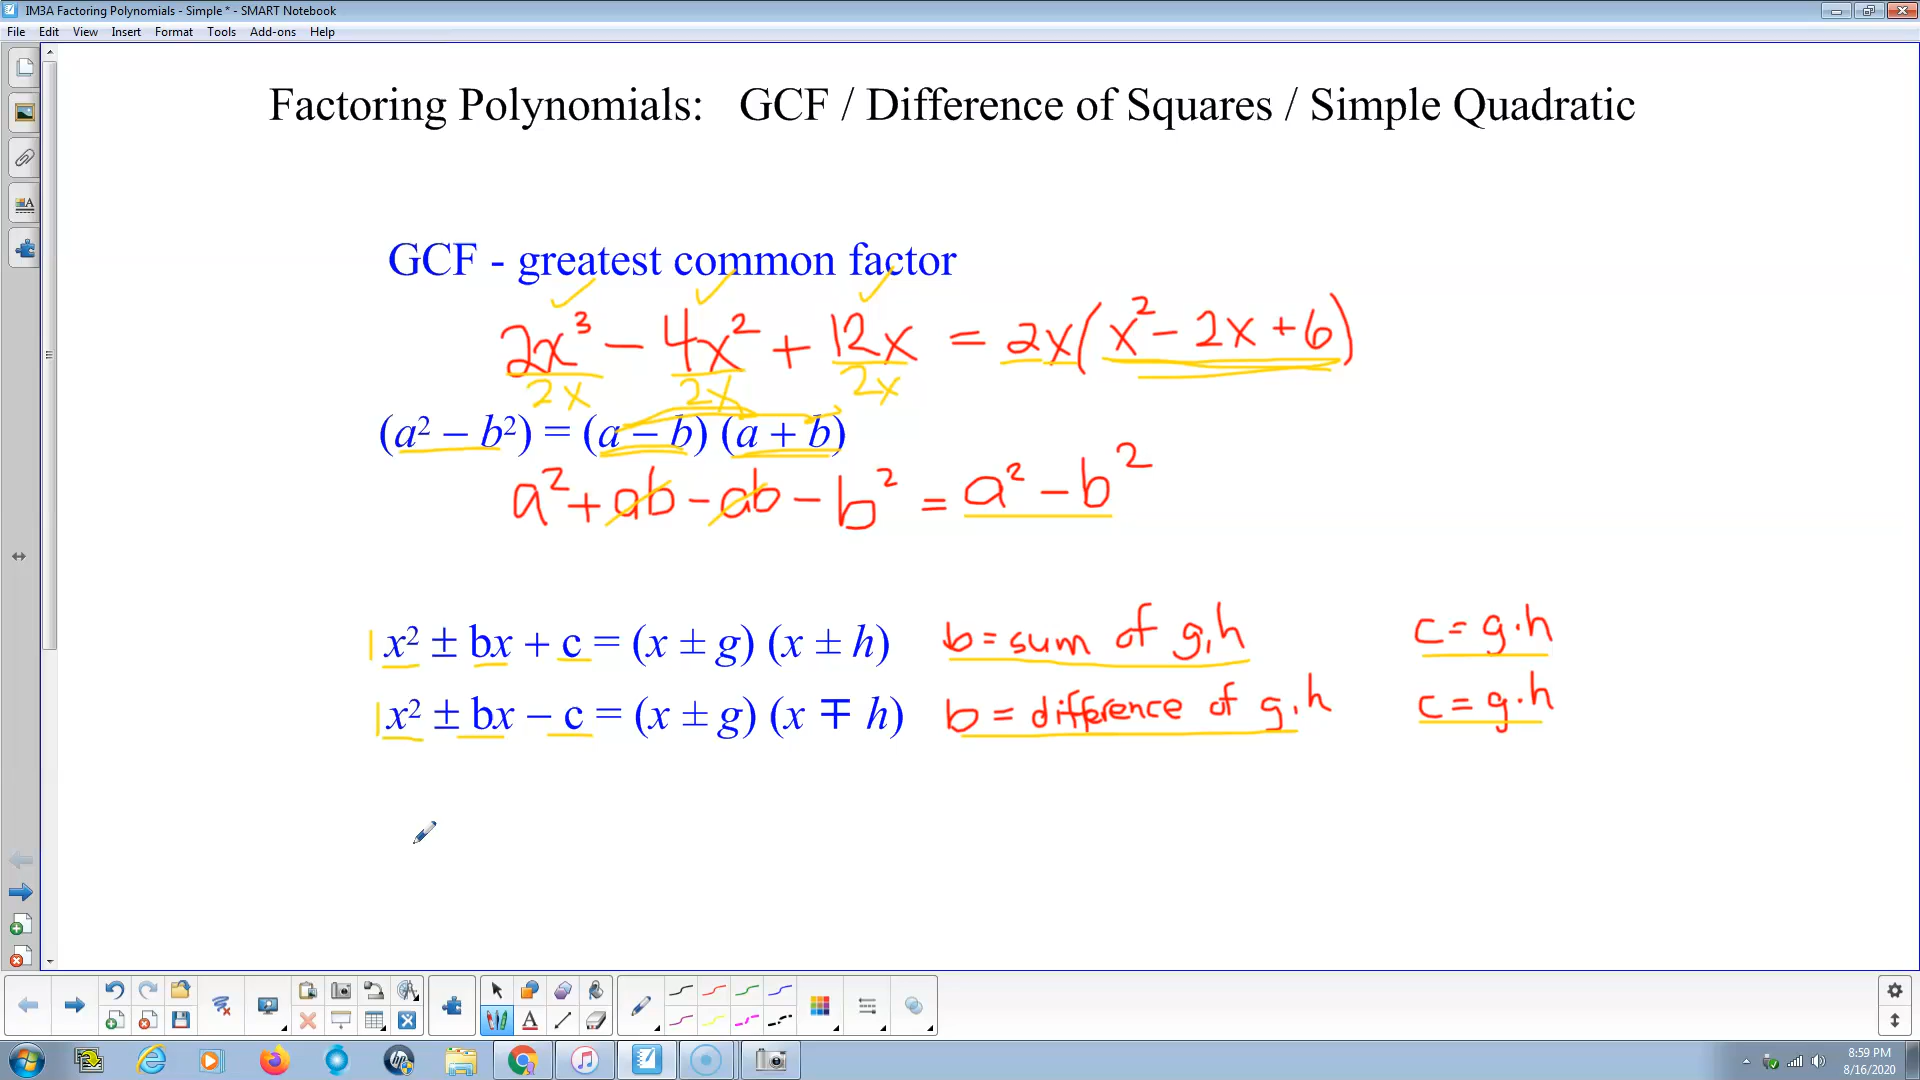 IM3A Factoring Polynomials - Simple * - SMART Notebook
File Edit View Insert Format Tools Add-ons Help
Factoring Polynomials: GCF / Difference of Squares / Simple Quadratic
GCF - greatest common factor
2x³ − 4x² + 12x = 2x(x² − 2x + 6)
2x 2x 2x
(a² − b²) = (a − b) (a + b)
a² + ab − ab − b² = a² − b²
1x² ± bx + c = (x ± g) (x ± h) b = sum of g,h c = g·h
1x² ± bx − c = (x ± g) (x ∓ h) b = difference of g,h c = g·h
8:59 PM
8/16/2020